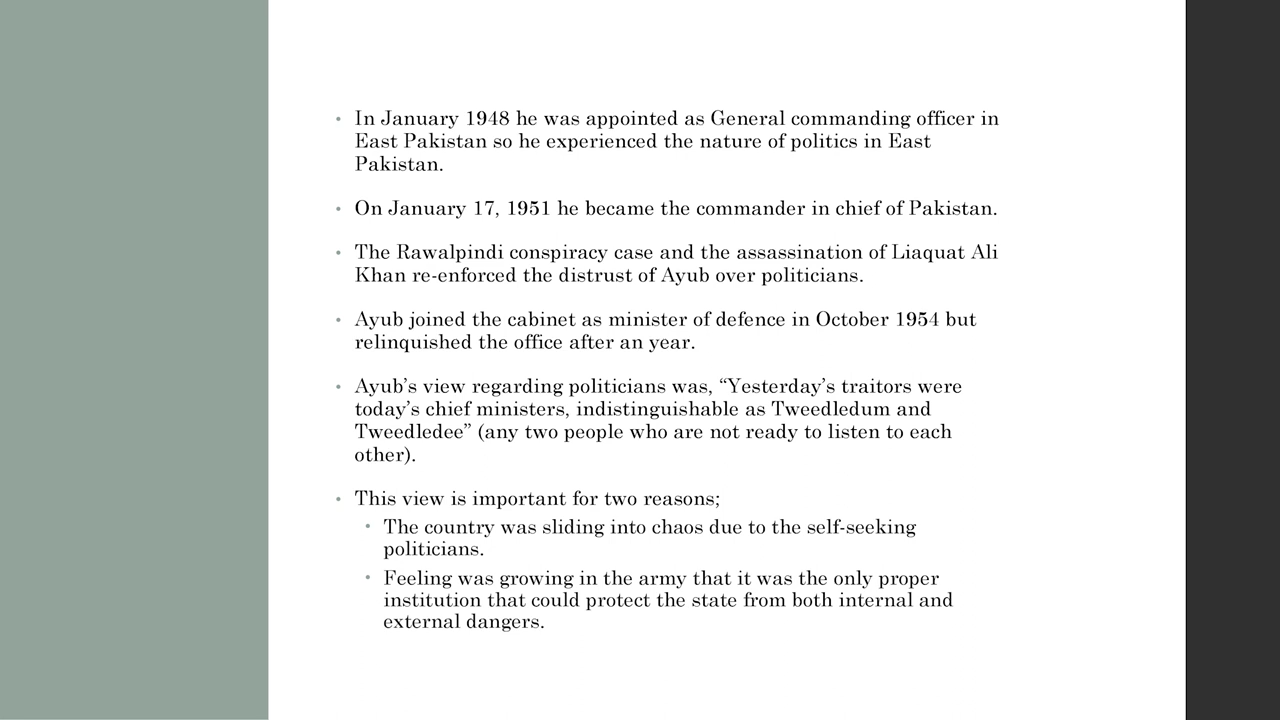 • In January 1948 he was appointed as General commanding officer in
East Pakistan so he experienced the nature of politics in East
Pakistan.
• On January 17, 1951 he became the commander in chief of Pakistan.
• The Rawalpindi conspiracy case and the assassination of Liaquat Ali
Khan re-enforced the distrust of Ayub over politicians.
• Ayub joined the cabinet as minister of defence in October 1954 but
relinquished the office after an year.
• Ayub’s view regarding politicians was, “Yesterday’s traitors were
today’s chief ministers, indistinguishable as Tweedledum and
Tweedledee” (any two people who are not ready to listen to each
other).
• This view is important for two reasons;
• The country was sliding into chaos due to the self-seeking
politicians.
• Feeling was growing in the army that it was the only proper
institution that could protect the state from both internal and
external dangers.